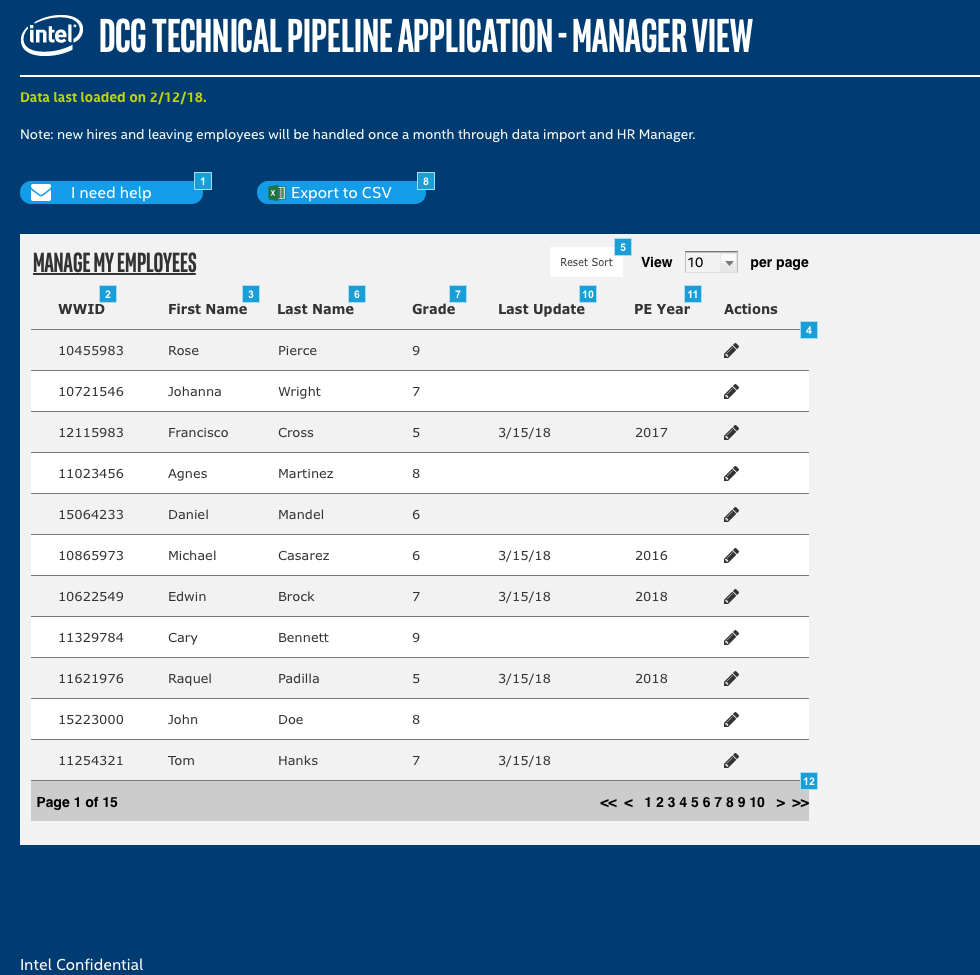 intel DCG TECHNICAL PIPELINE APPLICATION - MANAGER VIEW
Data last loaded on 2/12/18.
Note: new hires and leaving employees will be handled once a month through data import and HR Manager.
I need help 1 Export to CSV 8
MANAGE MY EMPLOYEES Reset Sort 5 View 10 per page
2 3 6 7 10 11
WWID First Name Last Name Grade Last Update PE Year Actions
4
10455983 Rose Pierce 9
10721546 Johanna Wright 7
12115983 Francisco Cross 5 3/15/18 2017
11023456 Agnes Martinez 8
15064233 Daniel Mandel 6
10865973 Michael Casarez 6 3/15/18 2016
10622549 Edwin Brock 7 3/15/18 2018
11329784 Cary Bennett 9
11621976 Raquel Padilla 5 3/15/18 2018
15223000 John Doe 8
11254321 Tom Hanks 7 3/15/18
12
Page 1 of 15 << < 1 2 3 4 5 6 7 8 9 10 > >>
Intel Confidential